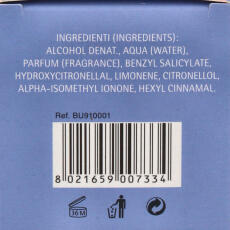 INGREDIENTI (INGREDIENTS):
ALCOHOL DENAT., AQUA (WATER),
PARFUM (FRAGRANCE), BENZYL SALICYLATE,
HYDROXYCITRONELLAL, LIMONENE, CITRONELLOL,
ALPHA-ISOMETHYL IONONE, HEXYL CINNAMAL.
Ref. BU910001
8 021659 007334
36M